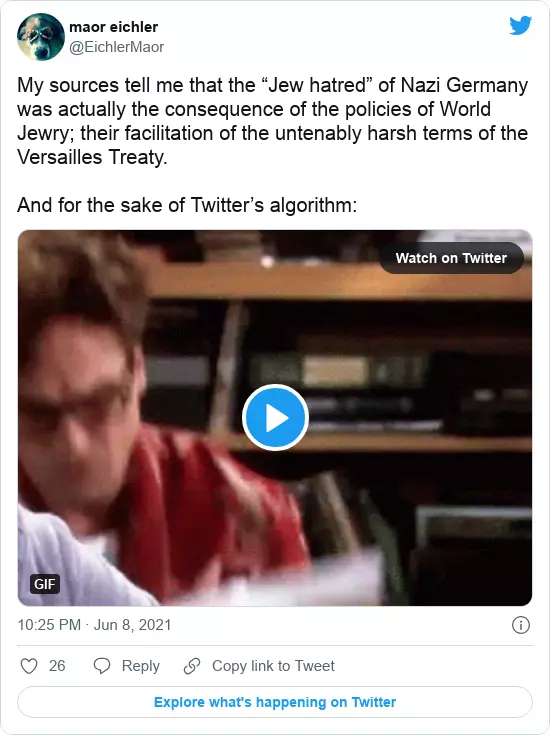 maor eichler
@EichlerMaor
My sources tell me that the “Jew hatred” of Nazi Germany
was actually the consequence of the policies of World
Jewry; their facilitation of the untenably harsh terms of the
Versailles Treaty.
And for the sake of Twitter’s algorithm:
Watch on Twitter
GIF
10:25 PM · Jun 8, 2021
26 Reply Copy link to Tweet
Explore what's happening on Twitter